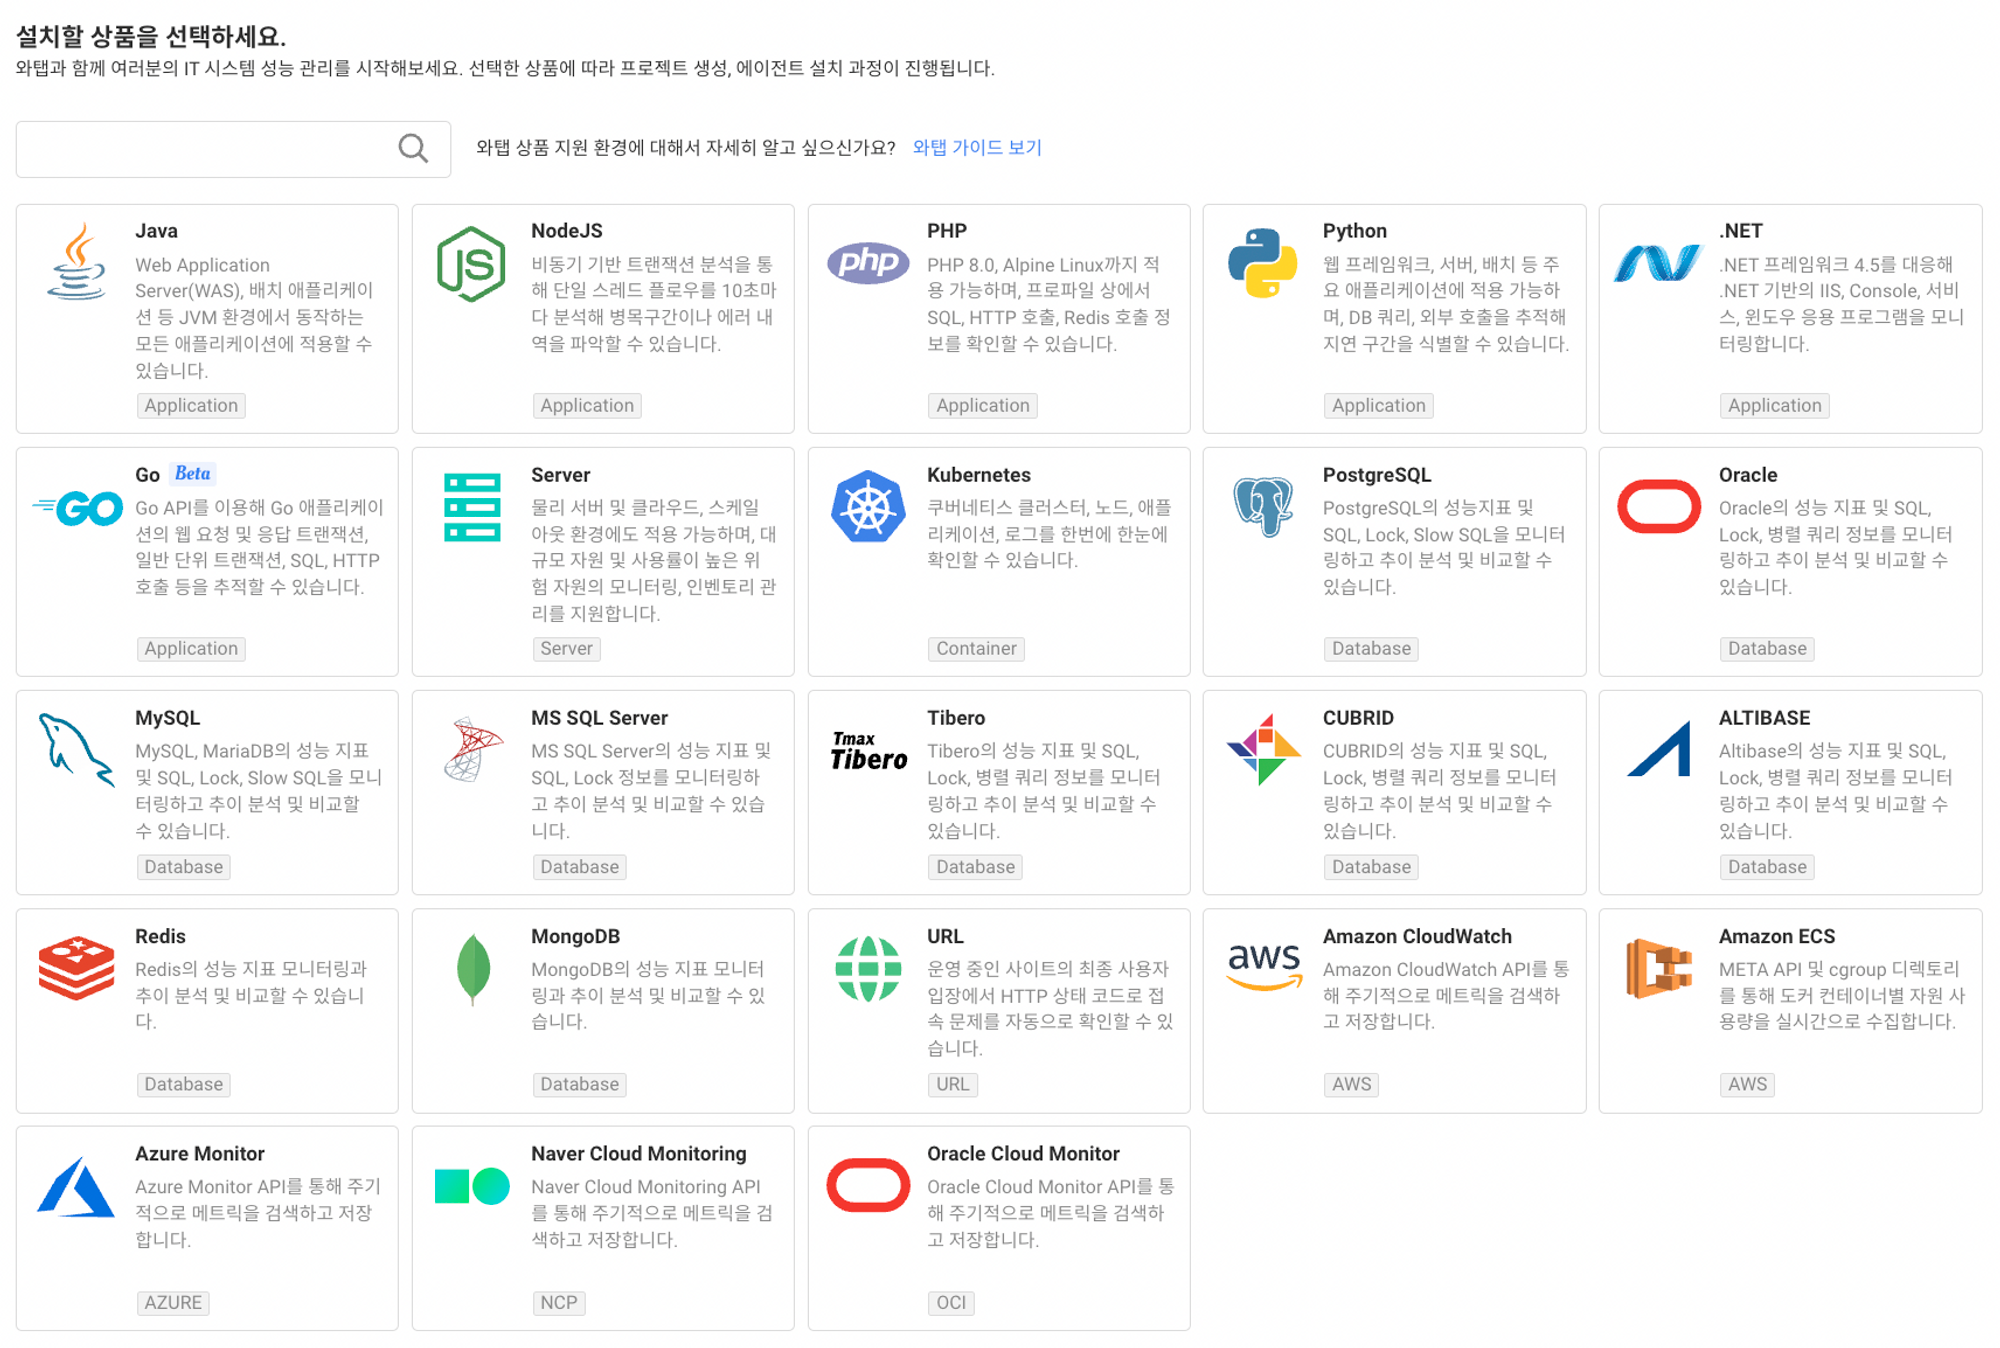 설치할 상품을 선택하세요.
와탭과 함께 여러분의 IT 시스템 성능 관리를 시작해보세요. 선택한 상품에 따라 프로젝트 생성, 에이전트 설치 과정이 진행됩니다.
와탭 상품 지원 환경에 대해서 자세히 알고 싶으신가요? 와탭 가이드 보기
Java
Web Application
Server(WAS), 배치 애플리케이
션 등 JVM 환경에서 동작하는
모든 애플리케이션에 적용할 수
있습니다.
Application
JS
NodeJS
비동기 기반 트랜잭션 분석을 통
해 단일 스레드 플로우를 10초마
다 분석해 병목구간이나 에러 내
역을 파악할 수 있습니다.
Application
php
PHP
PHP 8.0, Alpine Linux까지 적
용 가능하며, 프로파일 상에서
SQL, HTTP 호출, Redis 호출 정
보를 확인할 수 있습니다.
Application
Python
웹 프레임워크, 서버, 배치 등 주
요 애플리케이션에 적용 가능하
며, DB 쿼리, 외부 호출을 추적해
지연 구간을 식별할 수 있습니다.
Application
.NET
.NET 프레임워크 4.5를 대응해
.NET 기반의 IIS, Console, 서비
스, 윈도우 응용 프로그램을 모니
터링합니다.
Application
GO
Go Beta
Go API를 이용해 Go 애플리케이
션의 웹 요청 및 응답 트랜잭션,
일반 단위 트랜잭션, SQL, HTTP
호출 등을 추적할 수 있습니다.
Application
Server
물리 서버 및 클라우드, 스케일
아웃 환경에도 적용 가능하며, 대
규모 자원 및 사용률이 높은 위
험 자원의 모니터링, 인벤토리 관
리를 지원합니다.
Server
Kubernetes
쿠버네티스 클러스터, 노드, 애플
리케이션, 로그를 한번에 한눈에
확인할 수 있습니다.
Container
PostgreSQL
PostgreSQL의 성능지표 및
SQL, Lock, Slow SQL을 모니터
링하고 추이 분석 및 비교할 수
있습니다.
Database
Oracle
Oracle의 성능 지표 및 SQL,
Lock, 병렬 쿼리 정보를 모니터
링하고 추이 분석 및 비교할 수
있습니다.
Database
MySQL
MySQL, MariaDB의 성능 지표
및 SQL, Lock, Slow SQL을 모니
터링하고 추이 분석 및 비교할
수 있습니다.
Database
MS SQL Server
MS SQL Server의 성능 지표 및
SQL, Lock 정보를 모니터링하
고 추이 분석 및 비교할 수 있습
니다.
Database
Tmax
Tibero
Tibero
Tibero의 성능 지표 및 SQL,
Lock, 병렬 쿼리 정보를 모니터
링하고 추이 분석 및 비교할 수
있습니다.
Database
CUBRID
CUBRID의 성능 지표 및 SQL,
Lock, 병렬 쿼리 정보를 모니터
링하고 추이 분석 및 비교할 수
있습니다.
Database
ALTIBASE
Altibase의 성능 지표 및 SQL,
Lock, 병렬 쿼리 정보를 모니터
링하고 추이 분석 및 비교할 수
있습니다.
Database
Redis
Redis의 성능 지표 모니터링과
추이 분석 및 비교할 수 있습니
다.
Database
MongoDB
MongoDB의 성능 지표 모니터
링과 추이 분석 및 비교할 수 있
습니다.
Database
URL
운영 중인 사이트의 최종 사용자
입장에서 HTTP 상태 코드로 접
속 문제를 자동으로 확인할 수 있
습니다.
URL
aws
Amazon CloudWatch
Amazon CloudWatch API를 통
해 주기적으로 메트릭을 검색하
고 저장합니다.
AWS
Amazon ECS
META API 및 cgroup 디렉토리
를 통해 도커 컨테이너별 자원 사
용량을 실시간으로 수집합니다.
AWS
Azure Monitor
Azure Monitor API를 통해 주기
적으로 메트릭을 검색하고 저장
합니다.
AZURE
Naver Cloud Monitoring
Naver Cloud Monitoring API
를 통해 주기적으로 메트릭을 검
색하고 저장합니다.
NCP
Oracle Cloud Monitor
Oracle Cloud Monitor API를 통
해 주기적으로 메트릭을 검색하
고 저장합니다.
OCI